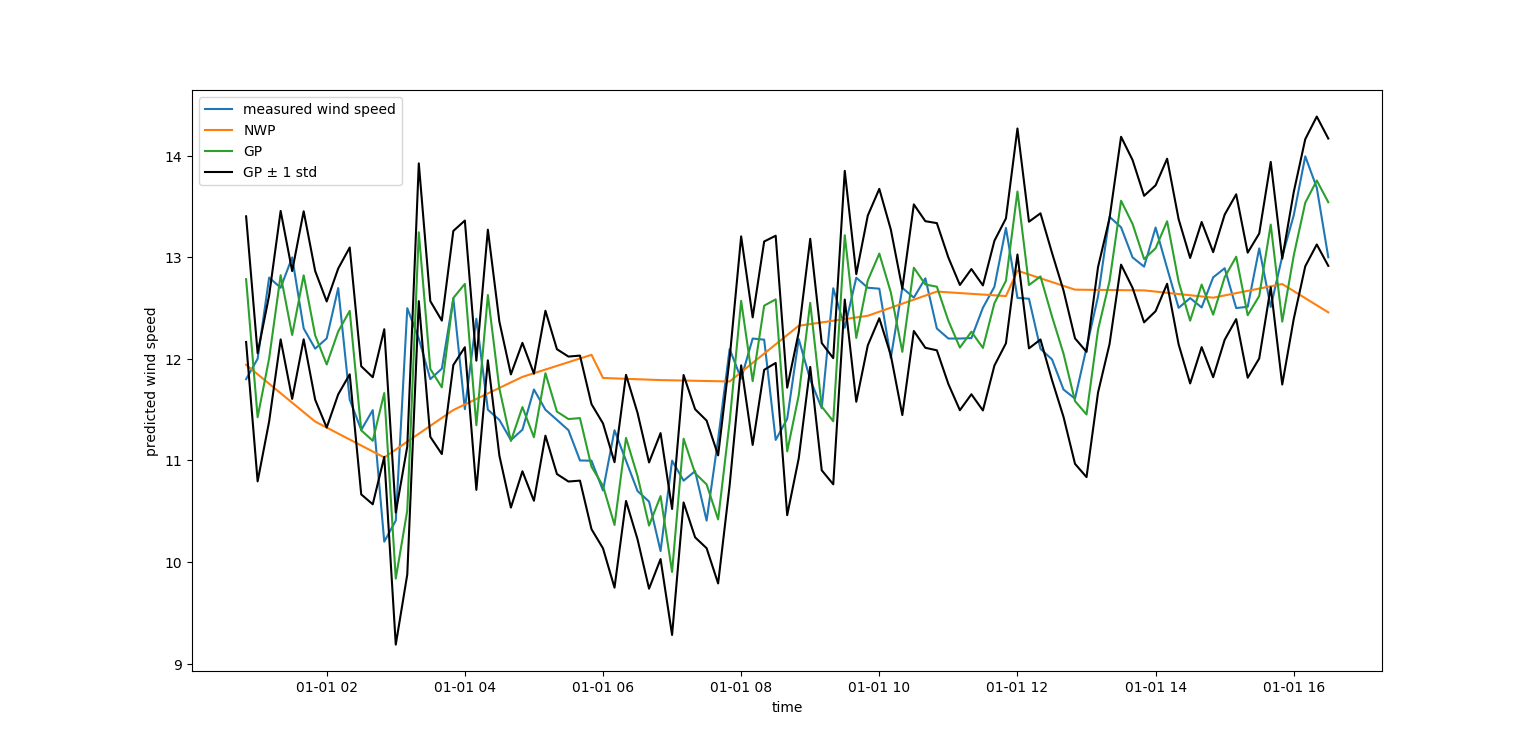 measured wind speed
NWP
GP
GP ± 1 std
predicted wind speed
14
13
12
11
10
9
01-01 02
01-01 04
01-01 06
01-01 08
01-01 10
01-01 12
01-01 14
01-01 16
time